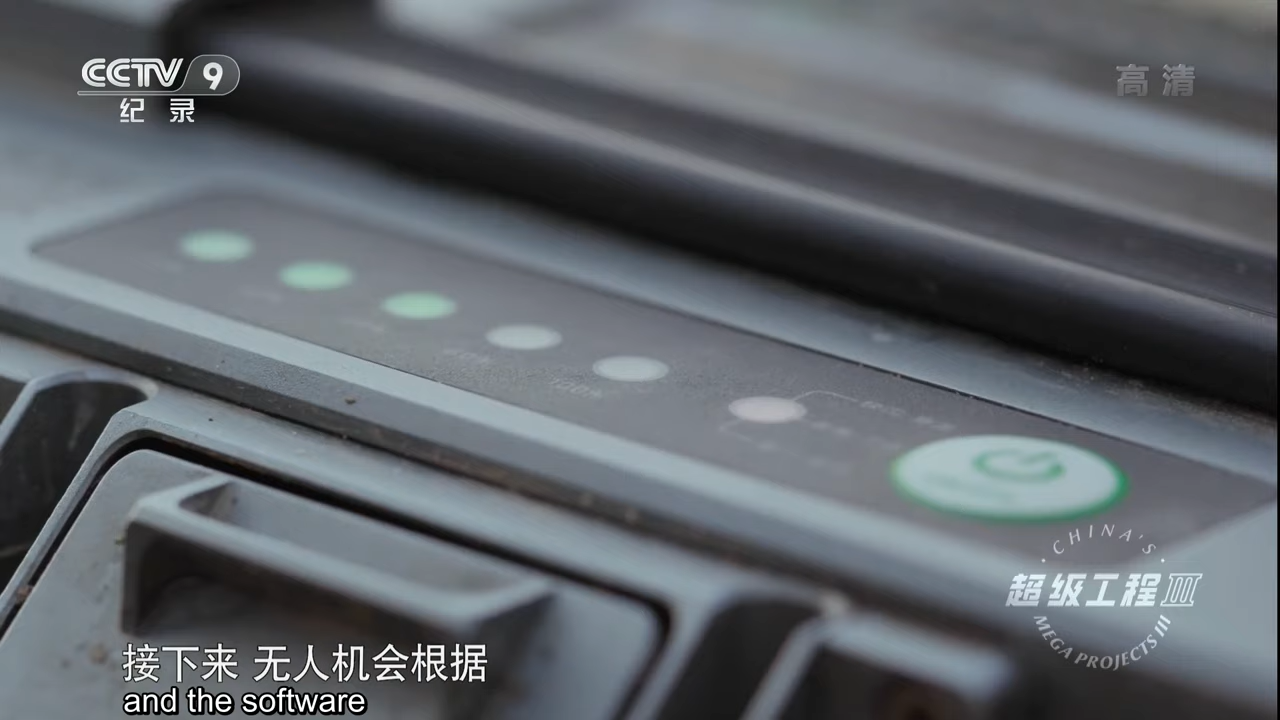 CCTV 9
纪录
高清
CHINA'S
超级工程III
MEGA PROJECTS III
接下来 无人机会根据
and the software